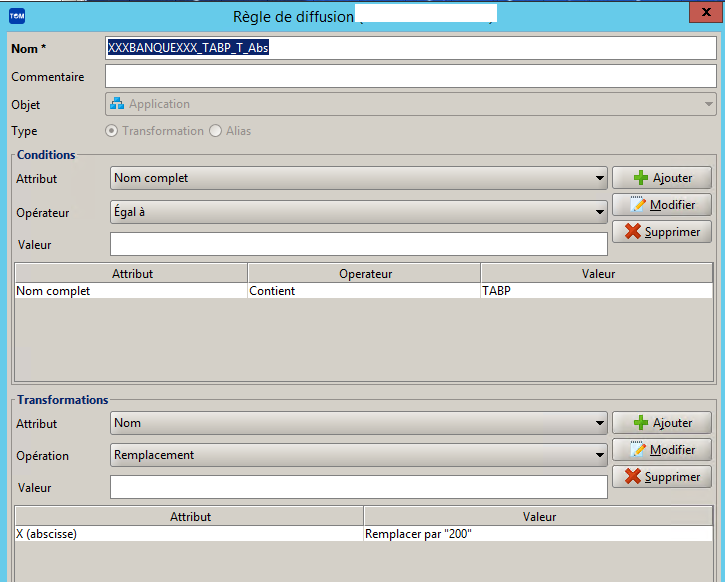 TOM
Règle de diffusion (
X
Nom *
XXXBANQUEXXX_TABP_T_Abs
Commentaire
Objet
Application
Type
Transformation Alias
Conditions
Attribut
Nom complet
Ajouter
Opérateur
Égal à
Modifier
Valeur
Supprimer
Attribut Operateur Valeur
Nom complet Contient TABP
Transformations
Attribut
Nom
Ajouter
Opération
Remplacement
Modifier
Valeur
Supprimer
Attribut Valeur
X (abscisse) Remplacer par "200"